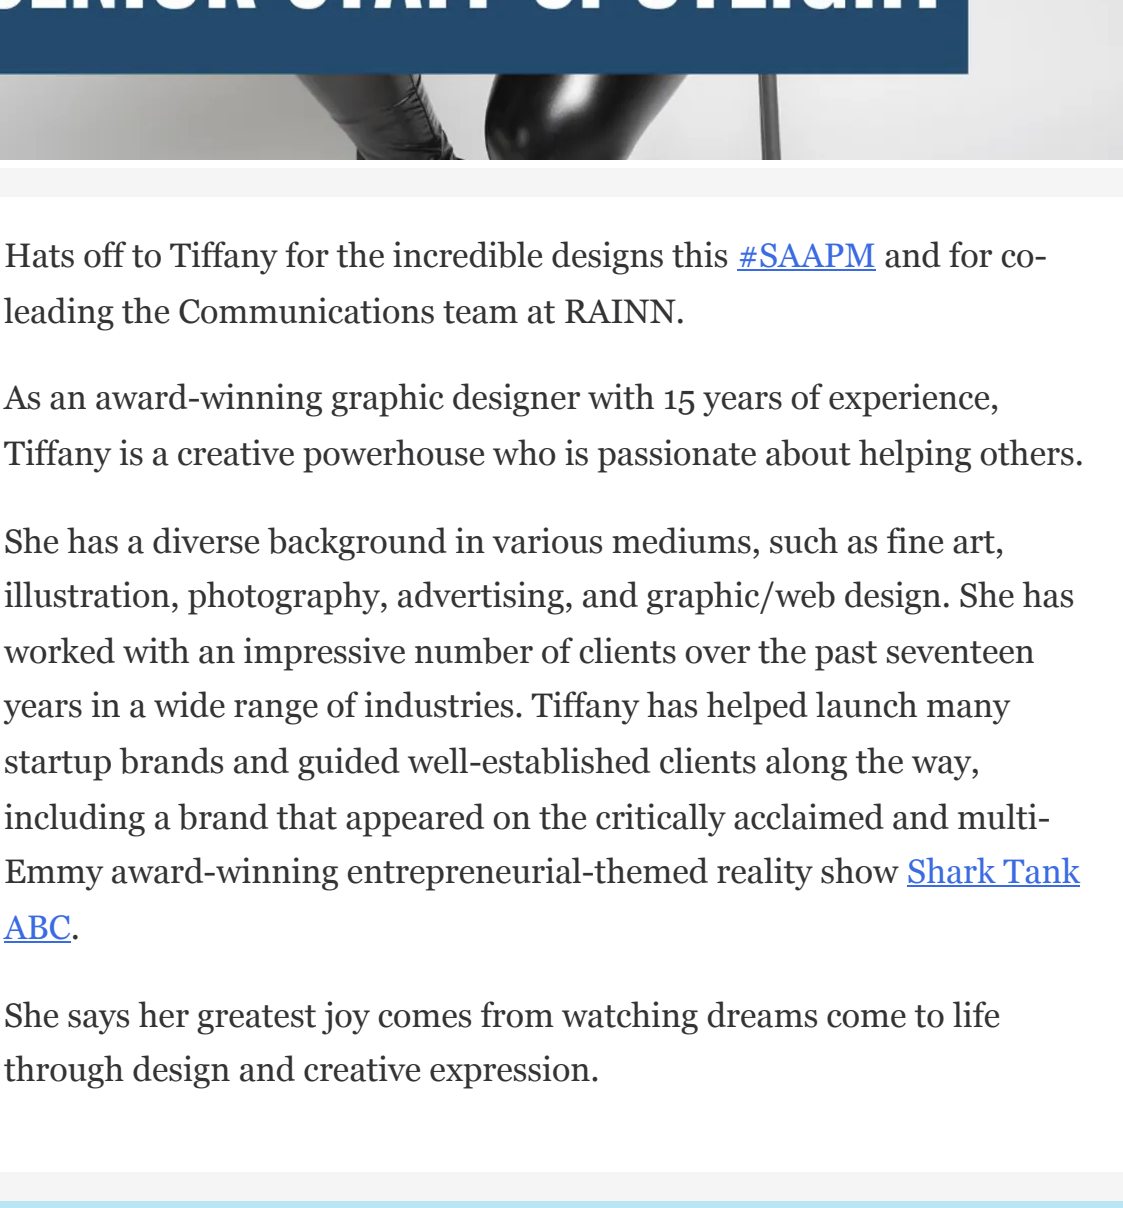 SENIOR STAFF SPOTLIGHT
Hats off to Tiffany for the incredible designs this #SAAPM and for co-
leading the Communications team at RAINN.
As an award-winning graphic designer with 15 years of experience,
Tiffany is a creative powerhouse who is passionate about helping others.
She has a diverse background in various mediums, such as fine art,
illustration, photography, advertising, and graphic/web design. She has
worked with an impressive number of clients over the past seventeen
years in a wide range of industries. Tiffany has helped launch many
startup brands and guided well-established clients along the way,
including a brand that appeared on the critically acclaimed and multi-
Emmy award-winning entrepreneurial-themed reality show Shark Tank
ABC.
She says her greatest joy comes from watching dreams come to life
through design and creative expression.